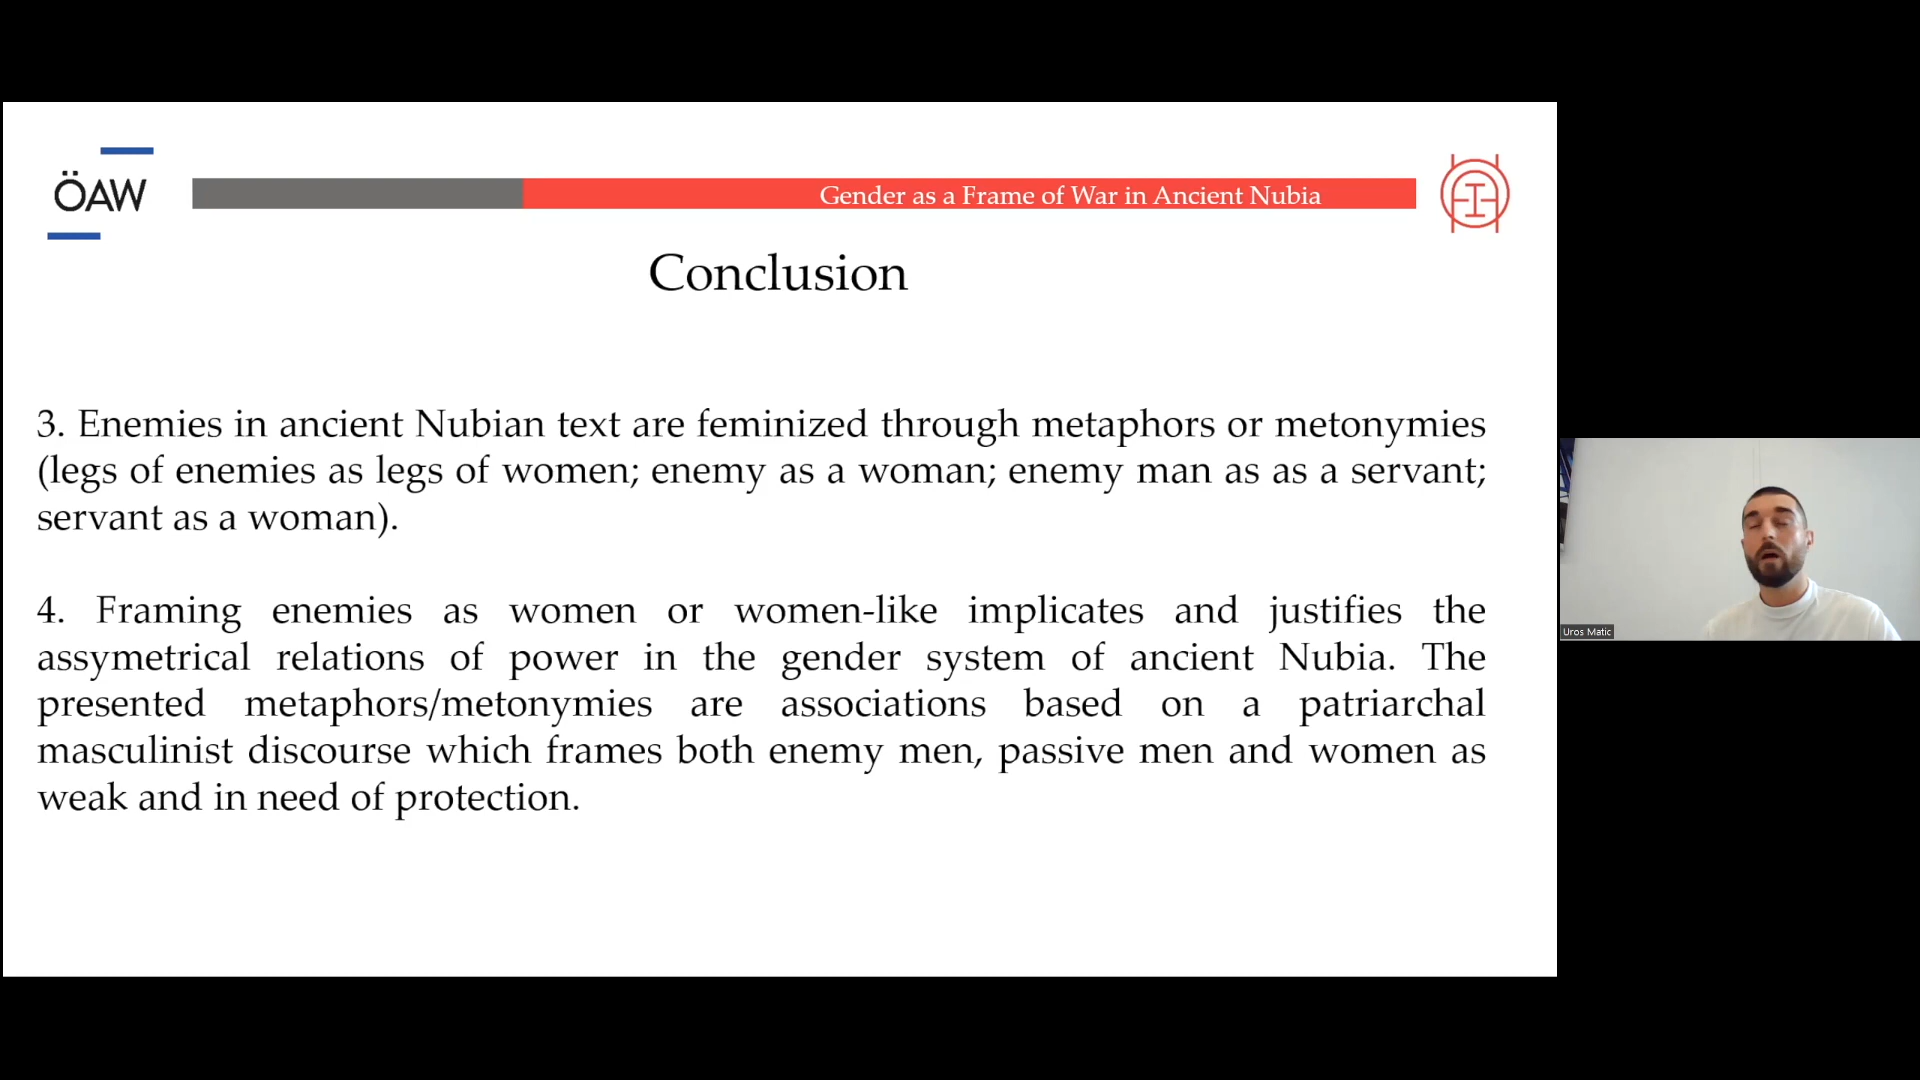 ÖAW
Gender as a Frame of War in Ancient Nubia
Conclusion
3. Enemies in ancient Nubian text are feminized through metaphors or metonymies
(legs of enemies as legs of women; enemy as a woman; enemy man as as a servant;
servant as a woman).
4. Framing enemies as women or women-like implicates and justifies the
assymetrical relations of power in the gender system of ancient Nubia. The
presented metaphors/metonymies are associations based on a patriarchal
masculinist discourse which frames both enemy men, passive men and women as
weak and in need of protection.
Uros Matic